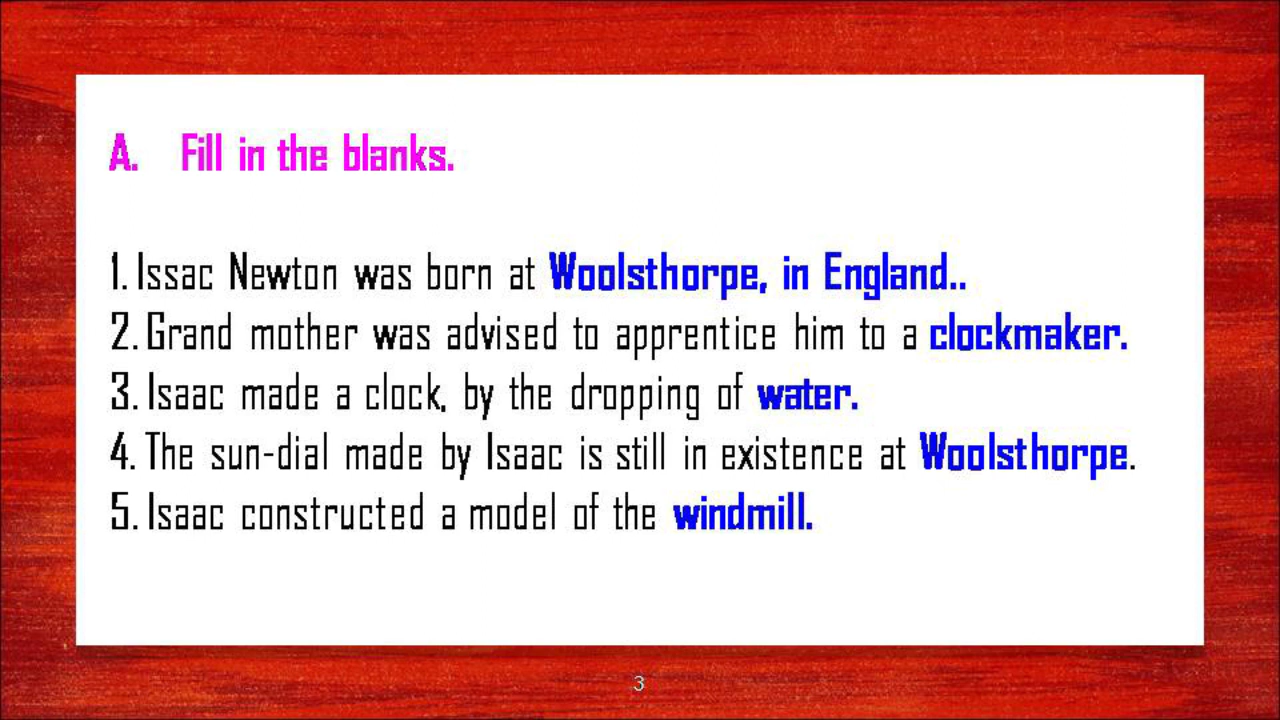 A. Fill in the blanks.
1. Issac Newton was born at Woolsthorpe, in England..
2. Grand mother was advised to apprentice him to a clockmaker.
3. Isaac made a clock, by the dropping of water.
4. The sun-dial made by Isaac is still in existence at Woolsthorpe.
5. Isaac constructed a model of the windmill.
3